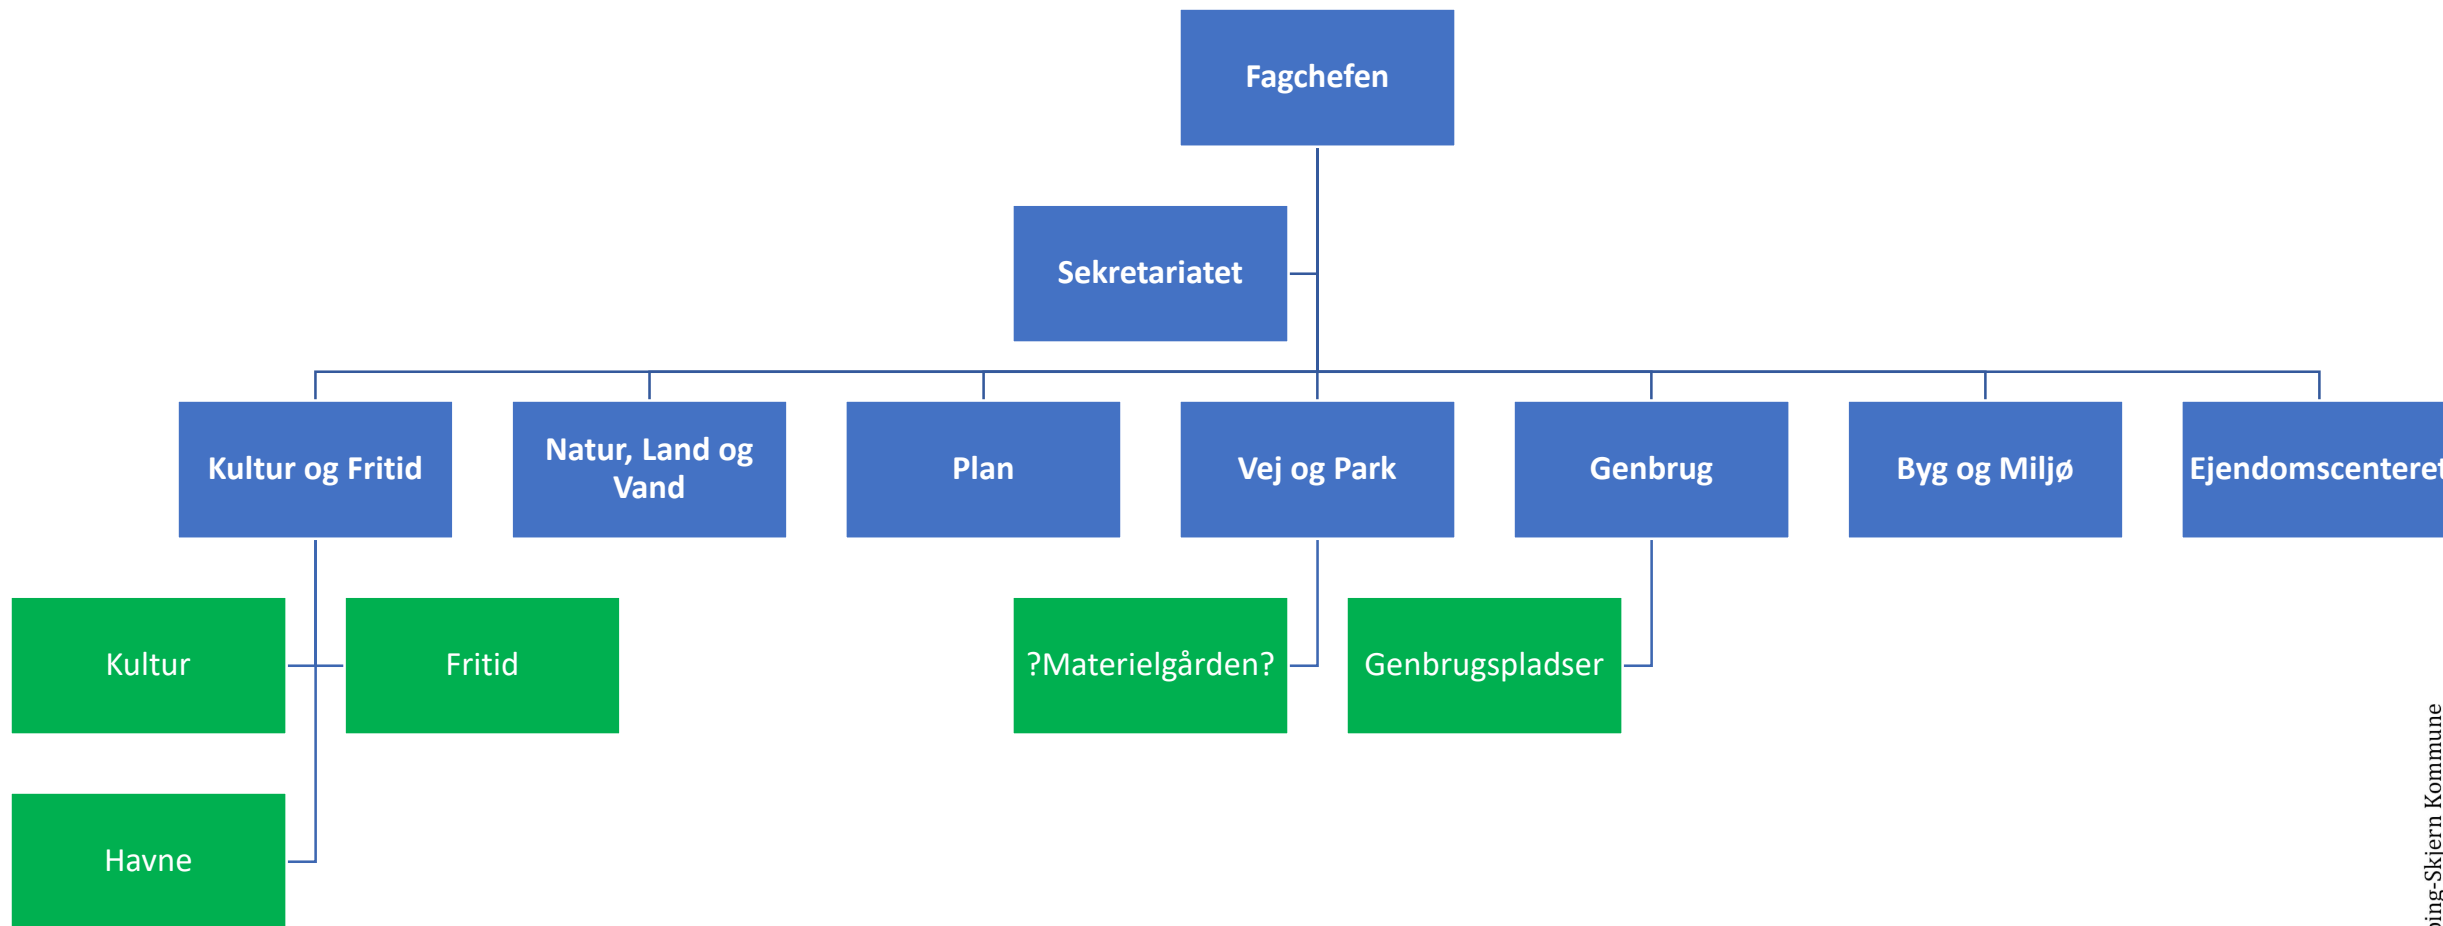 Fagchefen
Sekretariatet
Kultur og Fritid
Natur, Land og
Vand
Plan
Vej og Park
Genbrug
Byg og Miljø
Ejendomscenteret
Kultur
Fritid
?Materielgården?
Genbrugspladser
Havne
-Skjern Kommune